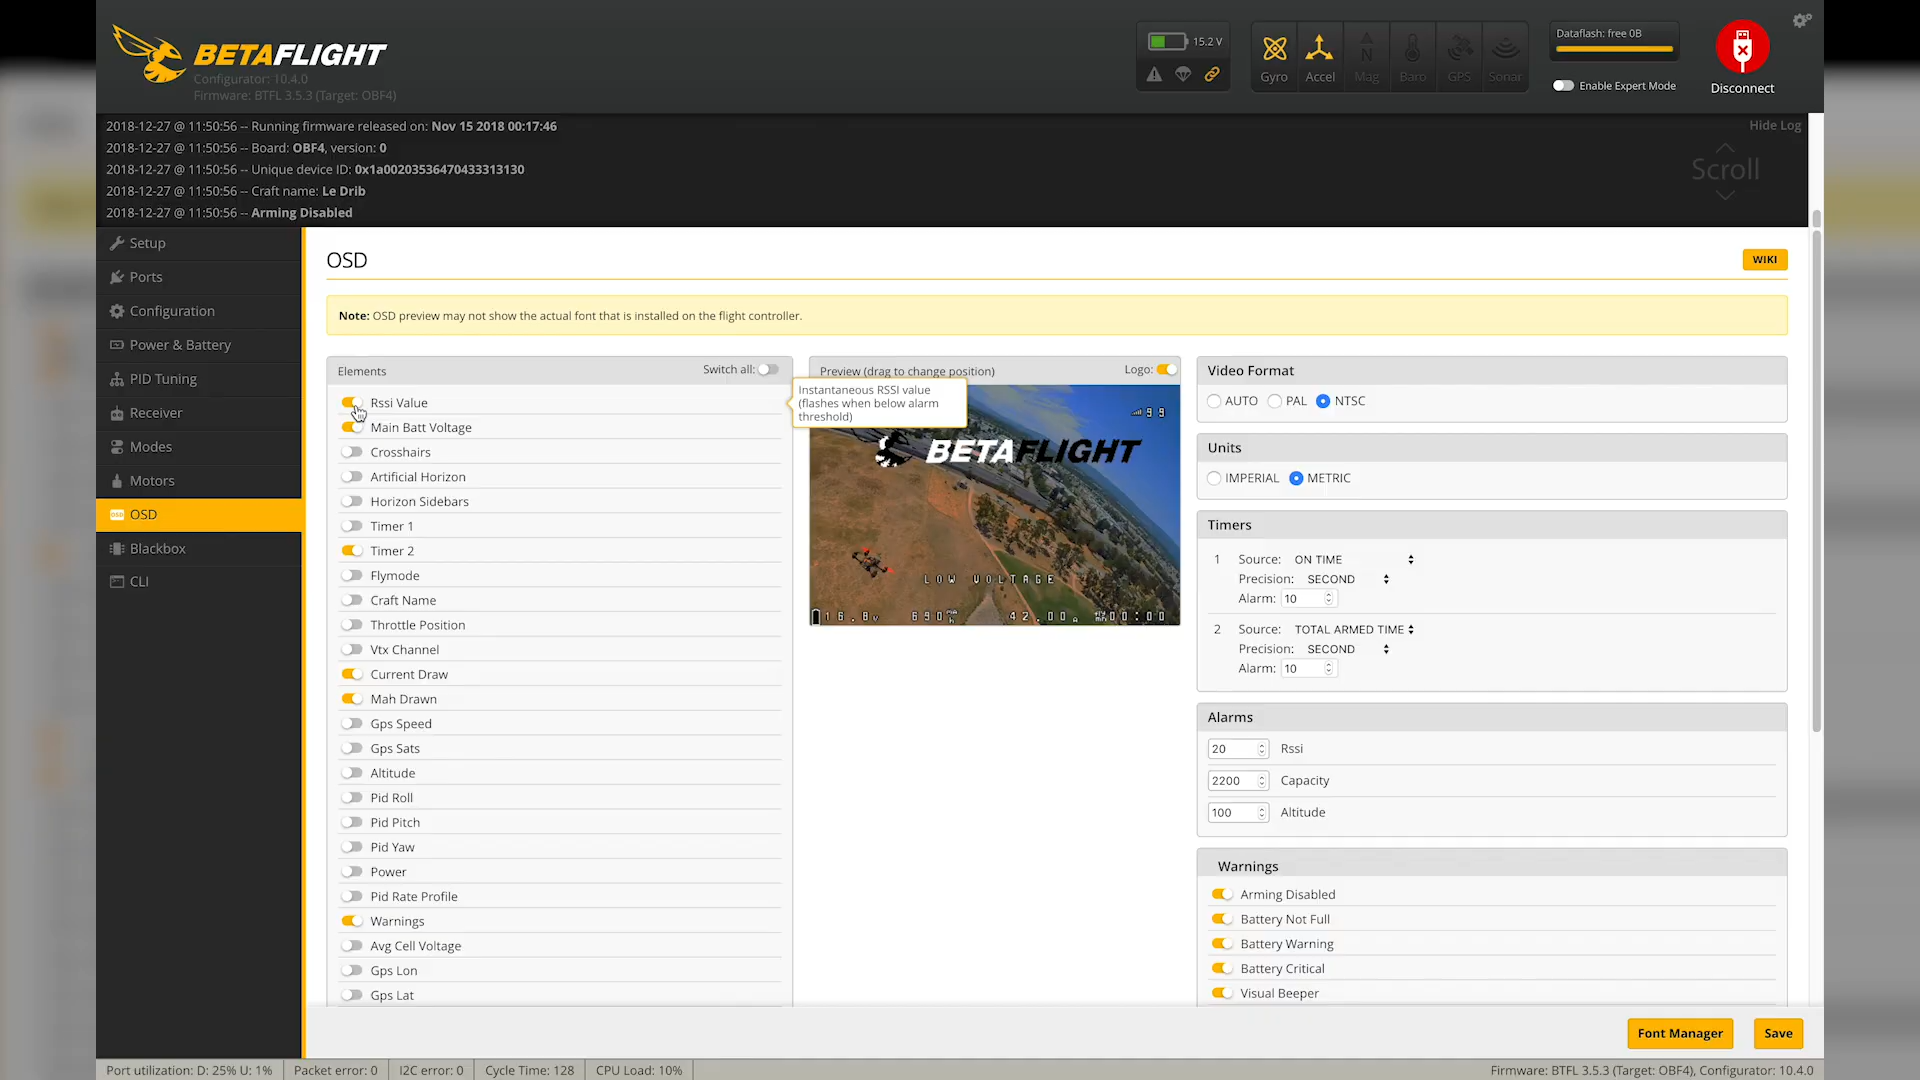 BETAFLIGHT
Configurator: 10.4.0
Firmware: BTFL 3.5.3 (Target: OBF4)
15.2 V
Gyro
Accel
Mag
Baro
GPS
Sonar
Dataflash: free 0B
Enable Expert Mode
Disconnect
2018-12-27 @ 11:50:56 -- Running firmware released on: Nov 15 2018 00:17:46
2018-12-27 @ 11:50:56 -- Board: OBF4, version: 0
2018-12-27 @ 11:50:56 -- Unique device ID: 0x1a00203536470433313130
2018-12-27 @ 11:50:56 -- Craft name: Le Drib
2018-12-27 @ 11:50:56 -- Arming Disabled
Hide Log
Scroll
Setup
Ports
Configuration
Power & Battery
PID Tuning
Receiver
Modes
Motors
OSD
Blackbox
CLI
OSD
WIKI
Note: OSD preview may not show the actual font that is installed on the flight controller.
Elements
Switch all:
Rssi Value
Main Batt Voltage
Crosshairs
Artificial Horizon
Horizon Sidebars
Timer 1
Timer 2
Flymode
Craft Name
Throttle Position
Vtx Channel
Current Draw
Mah Drawn
Gps Speed
Gps Sats
Altitude
Pid Roll
Pid Pitch
Pid Yaw
Power
Pid Rate Profile
Warnings
Avg Cell Voltage
Gps Lon
Gps Lat
Preview (drag to change position)
Logo:
Instantaneous RSSI value
(flashes when below alarm
threshold)
99
BETAFLIGHT
LOW VOLTAGE
16.8V 690 42.00A 00:00
Video Format
AUTO PAL NTSC
Units
IMPERIAL METRIC
Timers
1 Source: ON TIME
Precision: SECOND
Alarm: 10
2 Source: TOTAL ARMED TIME
Precision: SECOND
Alarm: 10
Alarms
20 Rssi
2200 Capacity
100 Altitude
Warnings
Arming Disabled
Battery Not Full
Battery Warning
Battery Critical
Visual Beeper
Font Manager
Save
Port utilization: D: 25% U: 1%
Packet error: 0
I2C error: 0
Cycle Time: 128
CPU Load: 10%
Firmware: BTFL 3.5.3 (Target: OBF4), Configurator: 10.4.0